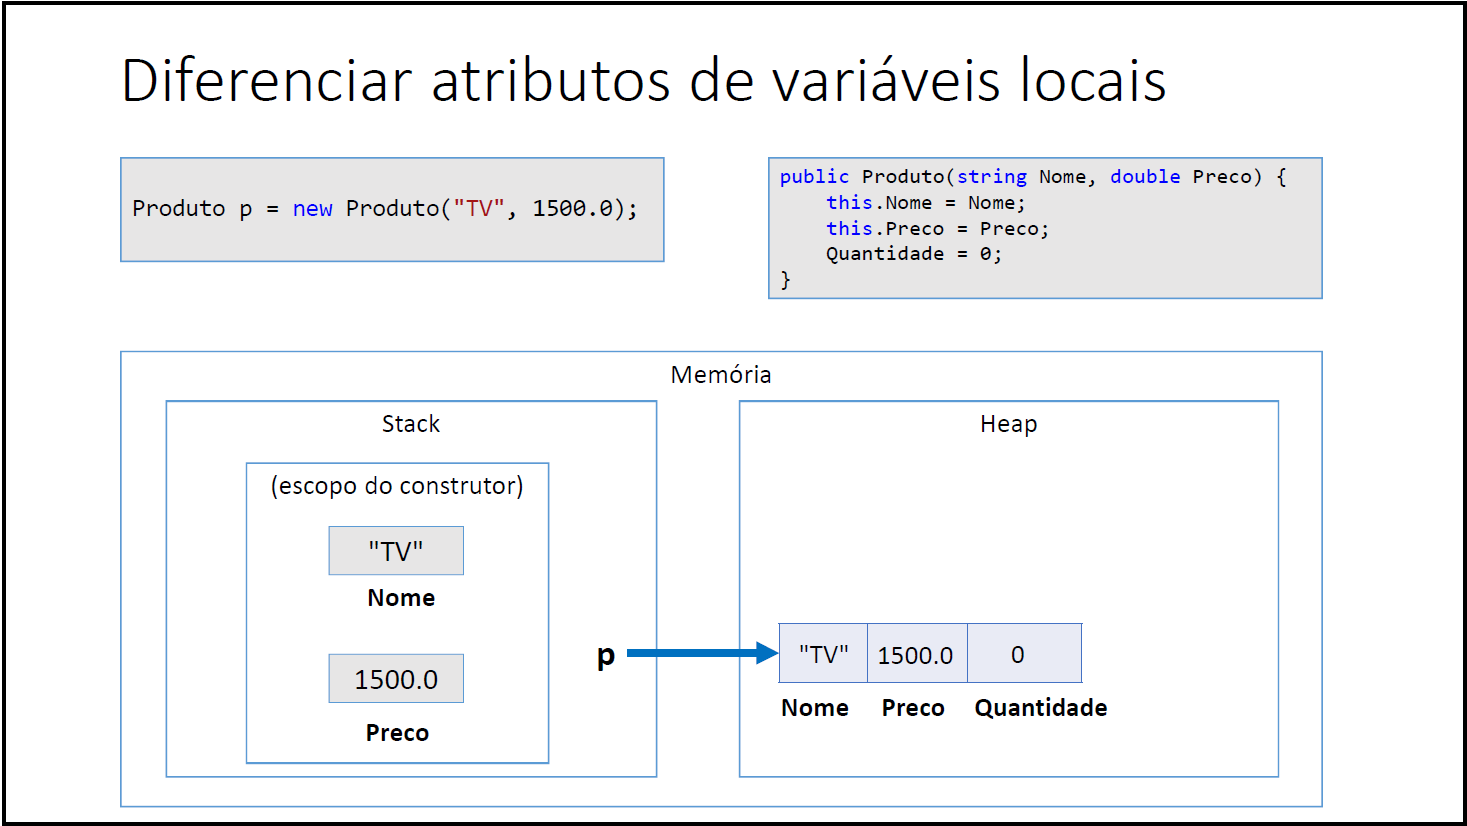 Diferenciar atributos de variáveis locais
Produto p = new Produto("TV", 1500.0);
public Produto(string Nome, double Preco) {
this.Nome = Nome;
this.Preco = Preco;
Quantidade = 0;
}
Memória
Stack
(escopo do construtor)
"TV"
Nome
1500.0
Preco
p
Heap
"TV" 1500.0 0
Nome Preco Quantidade